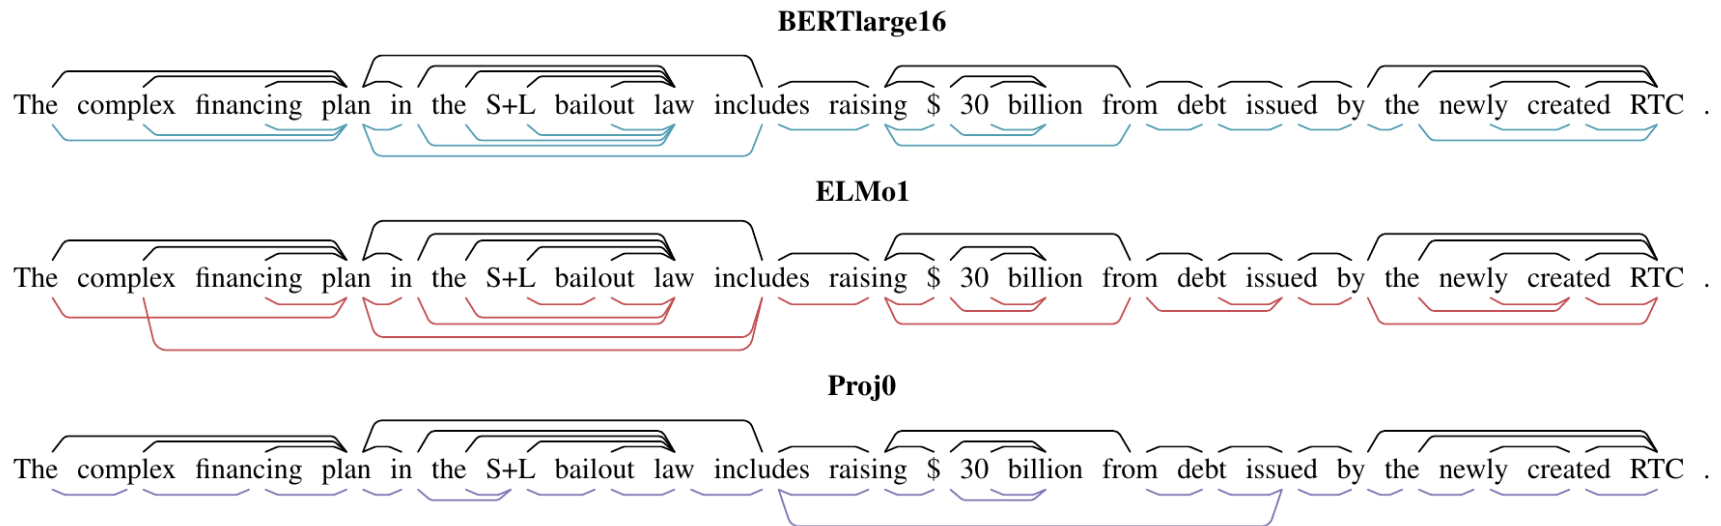 BERTlarge16
The complex financing plan in the S+L bailout law includes raising $ 30 billion from debt issued by the newly created RTC .
ELMo1
The complex financing plan in the S+L bailout law includes raising $ 30 billion from debt issued by the newly created RTC .
Proj0
The complex financing plan in the S+L bailout law includes raising $ 30 billion from debt issued by the newly created RTC .